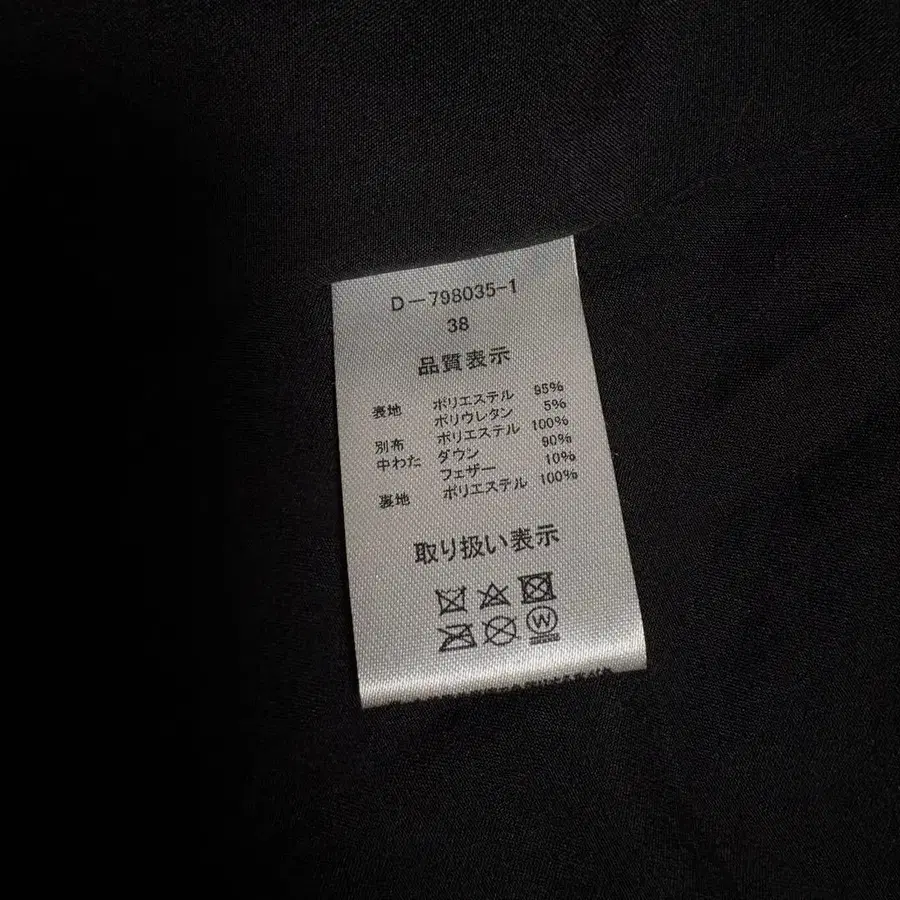 D-798035-1
38
品質表示
表地 ポリエステル 95%
ポリウレタン 5%
別布 ポリエステル 100%
中わた ダウン 90%
フェザー 10%
裏地 ポリエステル 100%
取り扱い表示
W